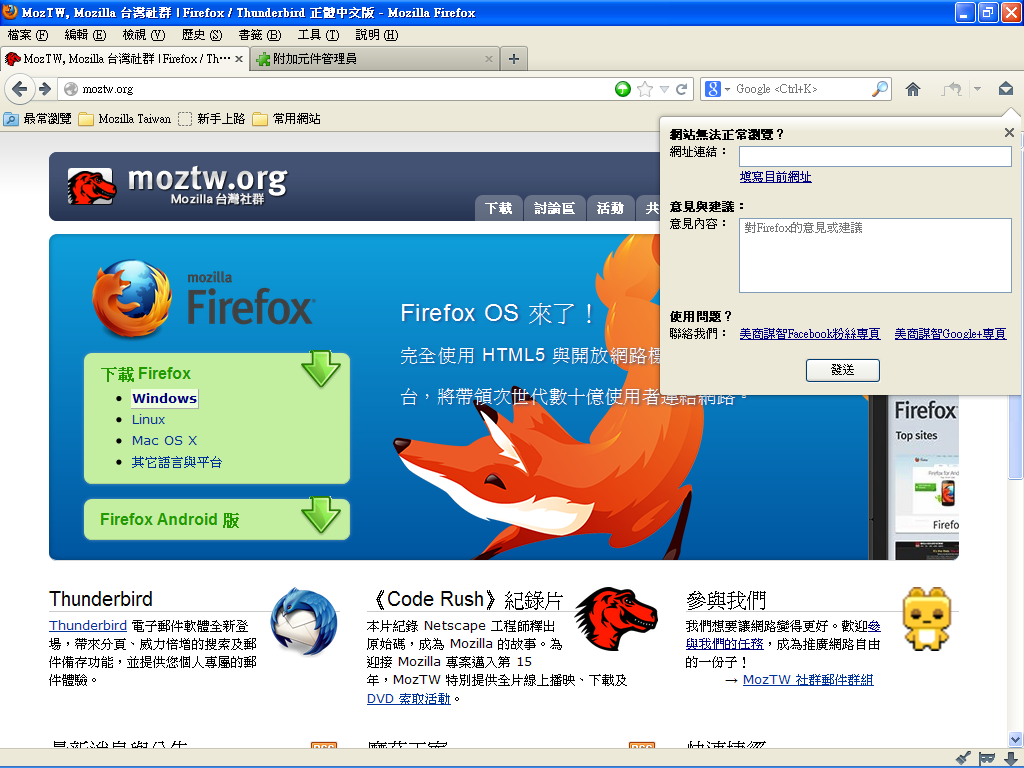 MozTW, Mozilla 台灣社群 | Firefox / Thunderbird 正體中文版 - Mozilla Firefox
檔案 (F) 編輯 (E) 檢視 (V) 歷史 (S) 書籤 (B) 工具 (T) 說明 (H)
MozTW, Mozilla 台灣社群 | Firefox / Th⋯ 附加元件管理員
moztw.org
Google <Ctrl+K>
最常瀏覽 Mozilla Taiwan 新手上路 常用網站
網站無法正常瀏覽？
網址連結：
填寫目前網址
意見與建議：
意見內容：
對Firefox的意見或建議
使用問題？
聯絡我們： 美商謀智Facebook粉絲專頁 美商謀智Google+專頁
發送
moztw.org
Mozilla 台灣社群
下載 討論區 活動 共
mozilla
Firefox
下載 Firefox
Windows
Linux
Mac OS X
其它語言與平台
Firefox Android 版
Firefox OS 來了！
完全使用 HTML5 與開放網路標
台，將帶領次世代數十億使用者連結網路。
Firefox
Top sites
Firefo
Thunderbird
Thunderbird 電子郵件軟體全新登
場，帶來分頁、威力倍增的搜索及郵
件備存功能，並提供您個人專屬的郵
件體驗。
《Code Rush》紀錄片
本片紀錄 Netscape 工程師釋出
原始碼，成為 Mozilla 的故事。為
迎接 Mozilla 專案邁入第 15
年，MozTW 特別提供全片線上播映、下載及
DVD 索取活動。
參與我們
我們想要讓網路變得更好。歡迎參
與我們的任務，成為推廣網路自由
的一份子！
→ MozTW 社群郵件群組